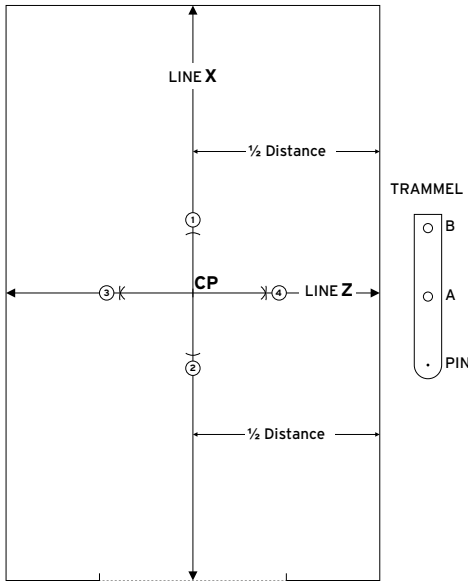 LINE X
½ Distance
TRAMMEL
1
B
CP
3
4
LINE Z
A
2
PIN
½ Distance